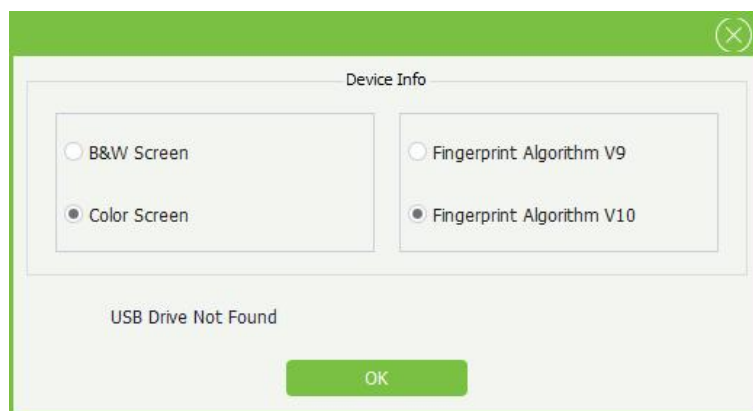 Device Info
B&W Screen
Fingerprint Algorithm V9
Color Screen
Fingerprint Algorithm V10
USB Drive Not Found
OK